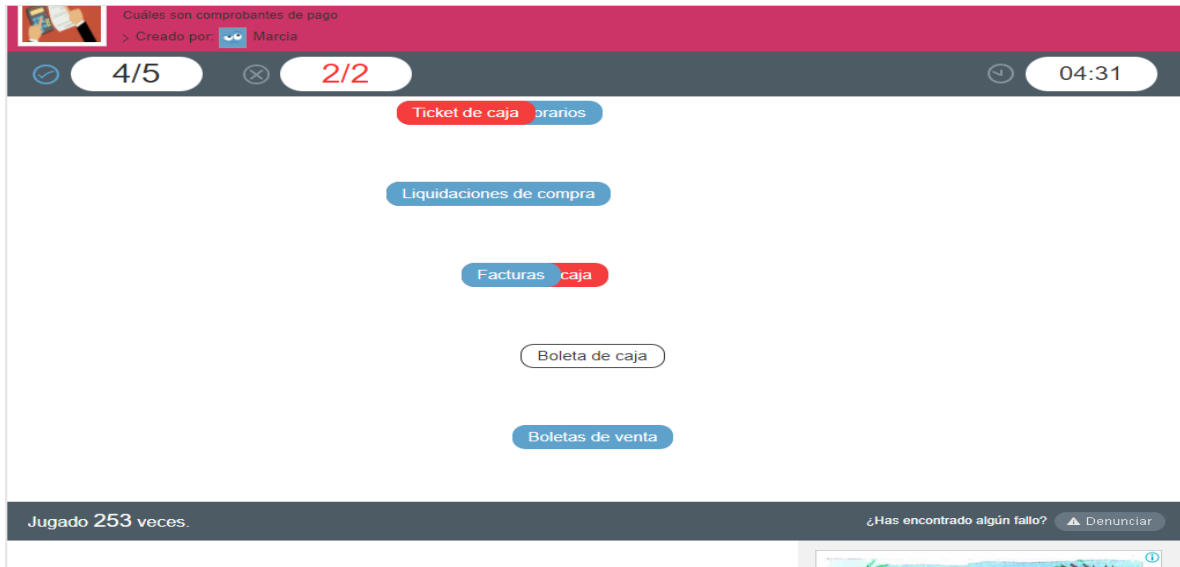 Cuáles son comprobantes de pago
> Creado por: Marcia
4/5 2/2 04:31
Ticket de caja orarios
Liquidaciones de compra
Facturas caja
Boleta de caja
Boletas de venta
Jugado 253 veces. ¿Has encontrado algún fallo? Denunciar